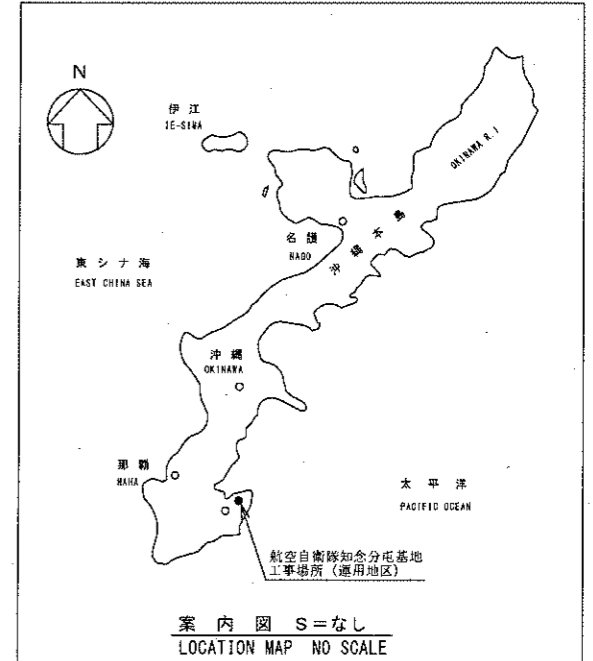 N
伊江
IE-SIMA
OKINAWA R.I
名護
NAGO
沖縄本島
東シナ海
EAST CHINA SEA
沖縄
OKINAWA
那覇
NAHA
太平洋
PACIFIC OCEAN
航空自衛隊知念分屯基地
工事場所（運用地区）
案内図 S=なし
LOCATION MAP NO SCALE